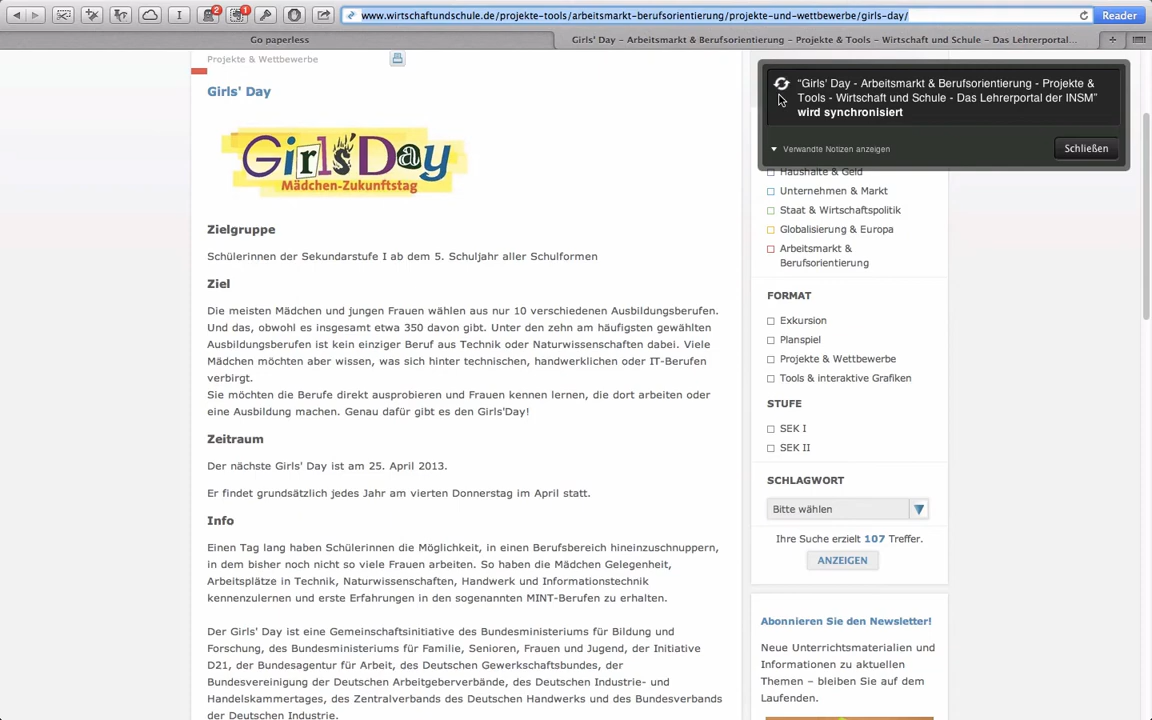 2
1
www.wirtschaftundschule.de/projekte-tools/arbeitsmarkt-berufsorientierung/projekte-und-wettbewerbe/girls-day/
Reader
Go paperless
Girls' Day – Arbeitsmarkt & Berufsorientierung – Projekte & Tools – Wirtschaft und Schule – Das Lehrerportal...
Projekte & Wettbewerbe
Girls' Day
Girls'Day
Mädchen-Zukunftstag
Zielgruppe
Schülerinnen der Sekundarstufe I ab dem 5. Schuljahr aller Schulformen
Ziel
Die meisten Mädchen und jungen Frauen wählen aus nur 10 verschiedenen Ausbildungsberufen.
Und das, obwohl es insgesamt etwa 350 davon gibt. Unter den zehn am häufigsten gewählten
Ausbildungsberufen ist kein einziger Beruf aus Technik oder Naturwissenschaften dabei. Viele
Mädchen möchten aber wissen, was sich hinter technischen, handwerklichen oder IT-Berufen
verbirgt.
Sie möchten die Berufe direkt ausprobieren und Frauen kennen lernen, die dort arbeiten oder
eine Ausbildung machen. Genau dafür gibt es den Girls'Day!
Zeitraum
Der nächste Girls' Day ist am 25. April 2013.
Er findet grundsätzlich jedes Jahr am vierten Donnerstag im April statt.
Info
Einen Tag lang haben Schülerinnen die Möglichkeit, in einen Berufsbereich hineinzuschnuppern,
in dem bisher noch nicht so viele Frauen arbeiten. So haben die Mädchen Gelegenheit,
Arbeitsplätze in Technik, Naturwissenschaften, Handwerk und Informationstechnik
kennenzulernen und erste Erfahrungen in den sogenannten MINT-Berufen zu erhalten.
Der Girls' Day ist eine Gemeinschaftsinitiative des Bundesministeriums für Bildung und
Forschung, des Bundesministeriums für Familie, Senioren, Frauen und Jugend, der Initiative
D21, der Bundesagentur für Arbeit, des Deutschen Gewerkschaftsbundes, der
Bundesvereinigung der Deutschen Arbeitgeberverbände, des Deutschen Industrie- und
Handelskammertages, des Zentralverbands des Deutschen Handwerks und des Bundesverbands
der Deutschen Industrie.
"Girls' Day - Arbeitsmarkt & Berufsorientierung - Projekte &
Tools - Wirtschaft und Schule - Das Lehrerportal der INSM"
wird synchronisiert
Verwandte Notizen anzeigen
Schließen
Haushalte & Geld
Unternehmen & Markt
Staat & Wirtschaftspolitik
Globalisierung & Europa
Arbeitsmarkt &
Berufsorientierung
FORMAT
Exkursion
Planspiel
Projekte & Wettbewerbe
Tools & interaktive Grafiken
STUFE
SEK I
SEK II
SCHLAGWORT
Bitte wählen
Ihre Suche erzielt 107 Treffer.
ANZEIGEN
Abonnieren Sie den Newsletter!
Neue Unterrichtsmaterialien und
Informationen zu aktuellen
Themen – bleiben Sie auf dem
Laufenden.